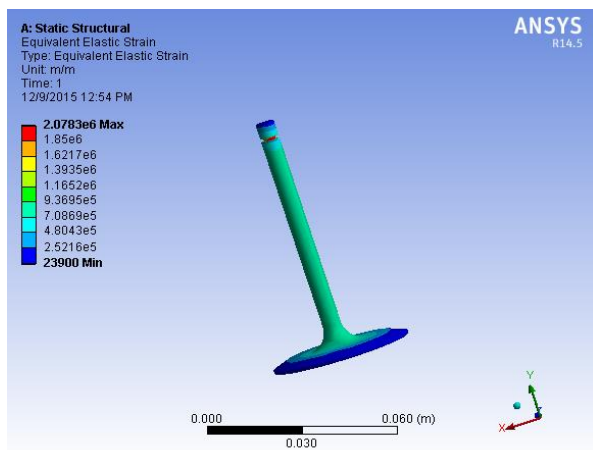 A: Static Structural
Equivalent Elastic Strain
Type: Equivalent Elastic Strain
Unit: m/m
Time: 1
12/9/2015 12:54 PM
ANSYS
R14.5
2.0783e6 Max
1.85e6
1.6217e6
1.3935e6
1.1652e6
9.3695e5
7.0869e5
4.8043e5
2.5216e5
23900 Min
0.000
0.060 (m)
0.030
Y
X